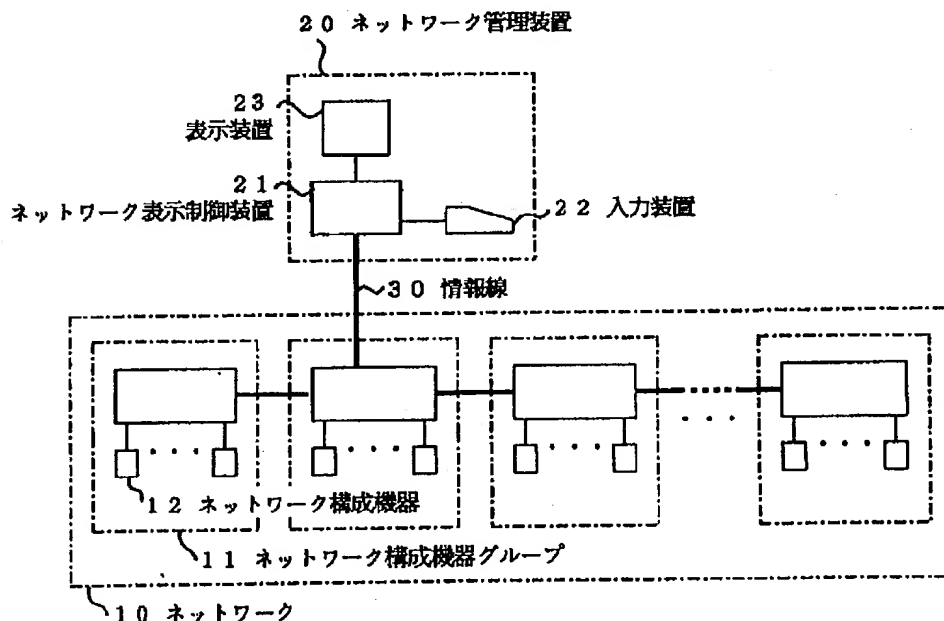 ２０ ネットワーク管理装置
２３
表示装置
２１
ネットワーク表示制御装置
２２ 入力装置
３０ 情報線
１２ ネットワーク構成機器
１１ ネットワーク構成機器グループ
１０ ネットワーク